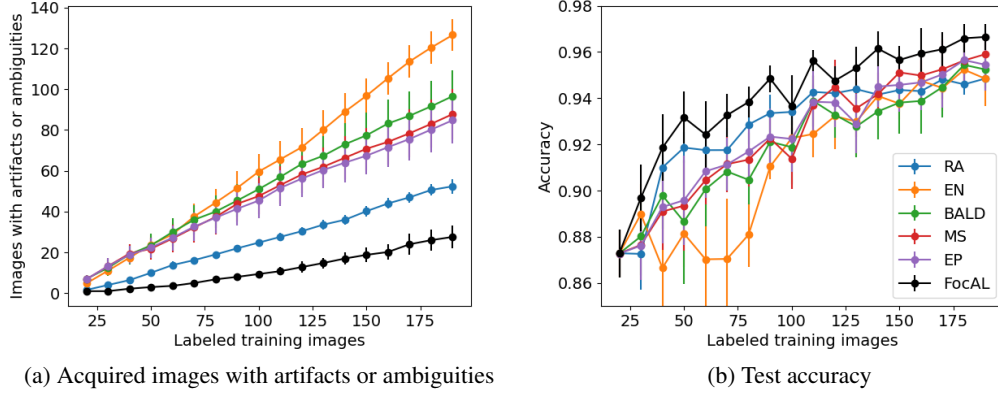 140
120
100
80
60
40
20
0
Images with artifacts or ambiguities
25 50 75 100 125 150 175
Labeled training images
(a) Acquired images with artifacts or ambiguities
0.98
0.96
0.94
0.92
0.90
0.88
0.86
Accuracy
RA
EN
BALD
MS
EP
FocAL
25 50 75 100 125 150 175
Labeled training images
(b) Test accuracy